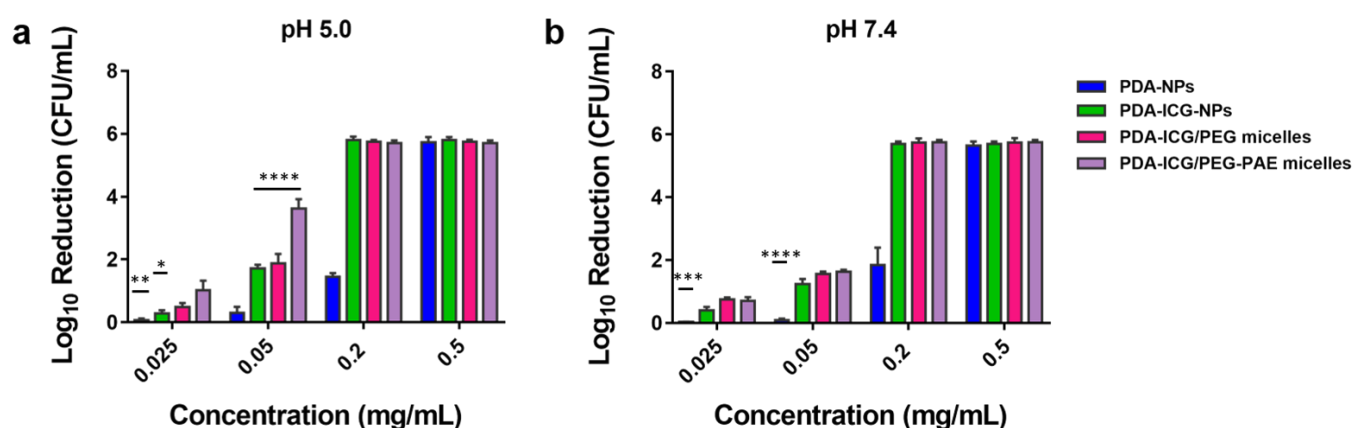 a
pH 5.0
Log10 Reduction (CFU/mL)
8
6
4
2
0
**
*
****
0.025
0.05
0.2
0.5
Concentration (mg/mL)
b
pH 7.4
Log10 Reduction (CFU/mL)
8
6
4
2
0
***
****
0.025
0.05
0.2
0.5
Concentration (mg/mL)
PDA-NPs
PDA-ICG-NPs
PDA-ICG/PEG micelles
PDA-ICG/PEG-PAE micelles